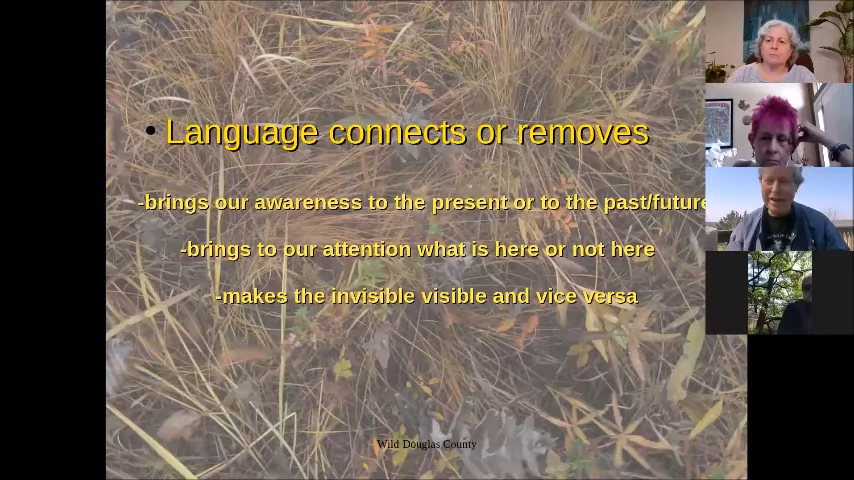 • Language connects or removes
-brings our awareness to the present or to the past/future
-brings to our attention what is here or not here
-makes the invisible visible and vice versa
Wild Douglas County